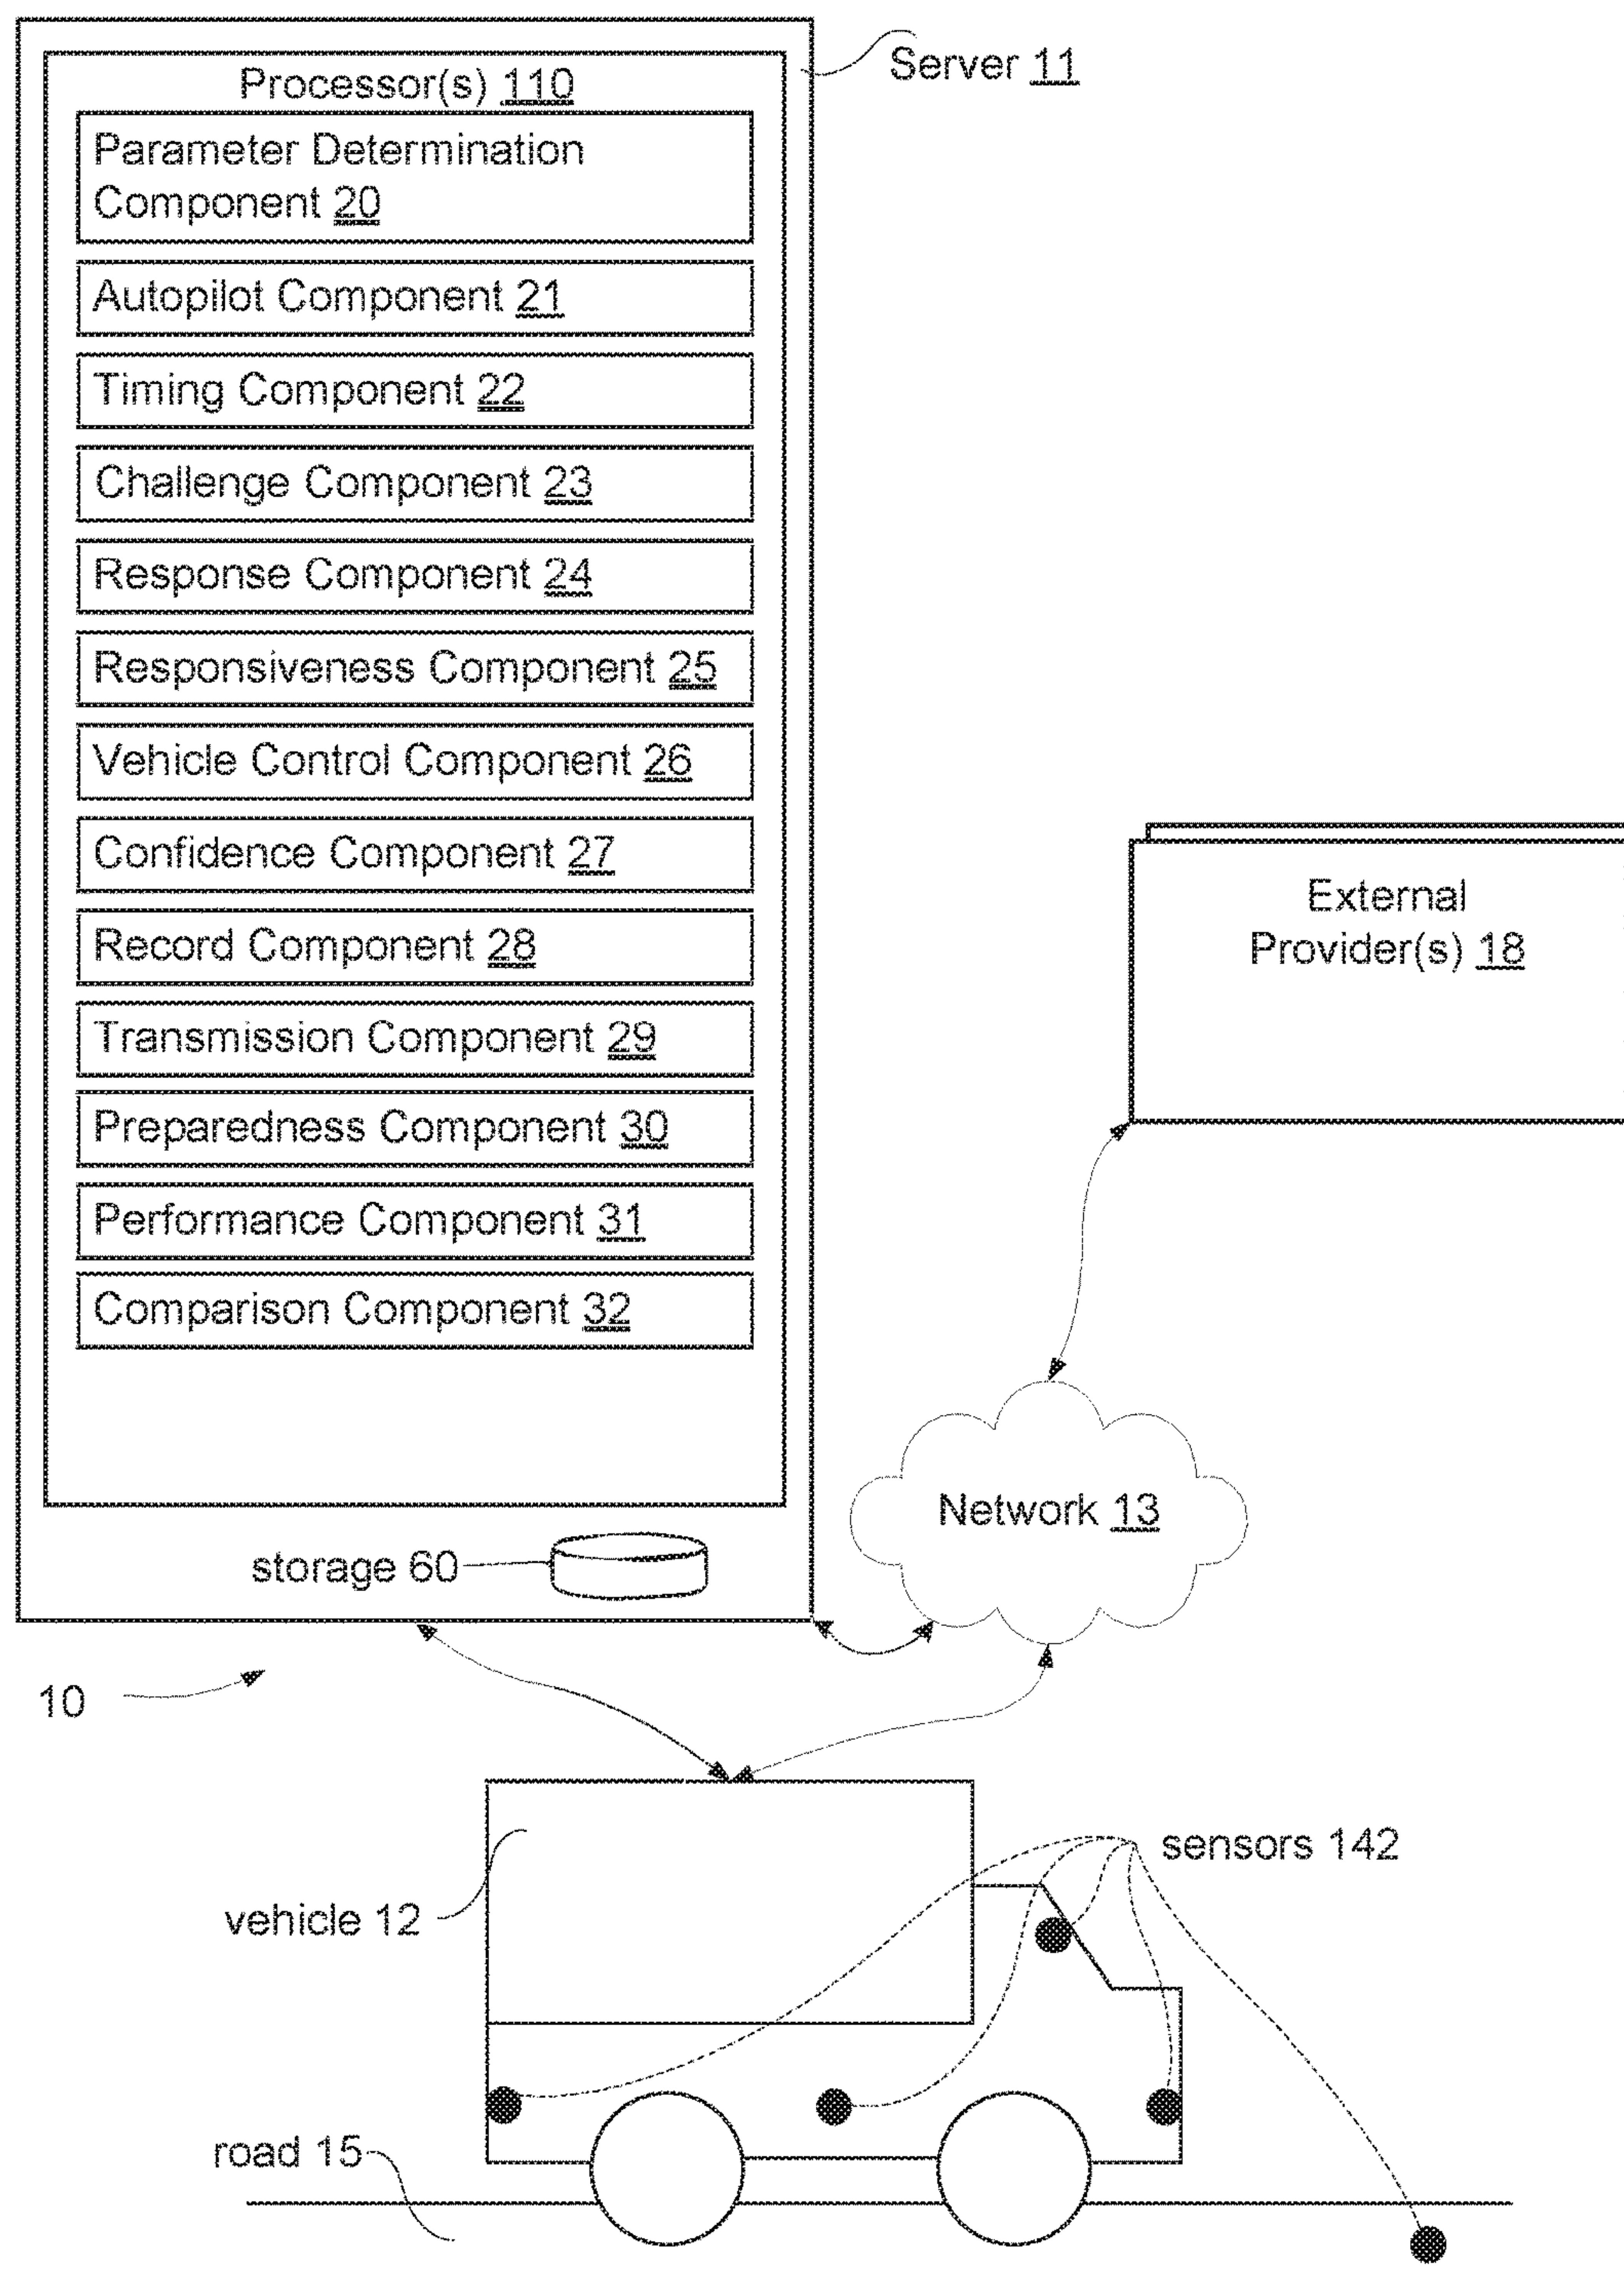 Server 11
Processor(s) 110
Parameter Determination
Component 20
Autopilot Component 21
Timing Component 22
Challenge Component 23
Response Component 24
Responsiveness Component 25
Vehicle Control Component 26
Confidence Component 27
Record Component 28
Transmission Component 29
Preparedness Component 30
Performance Component 31
Comparison Component 32
External
Provider(s) 18
Network 13
storage 60
10
sensors 142
vehicle 12
road 15